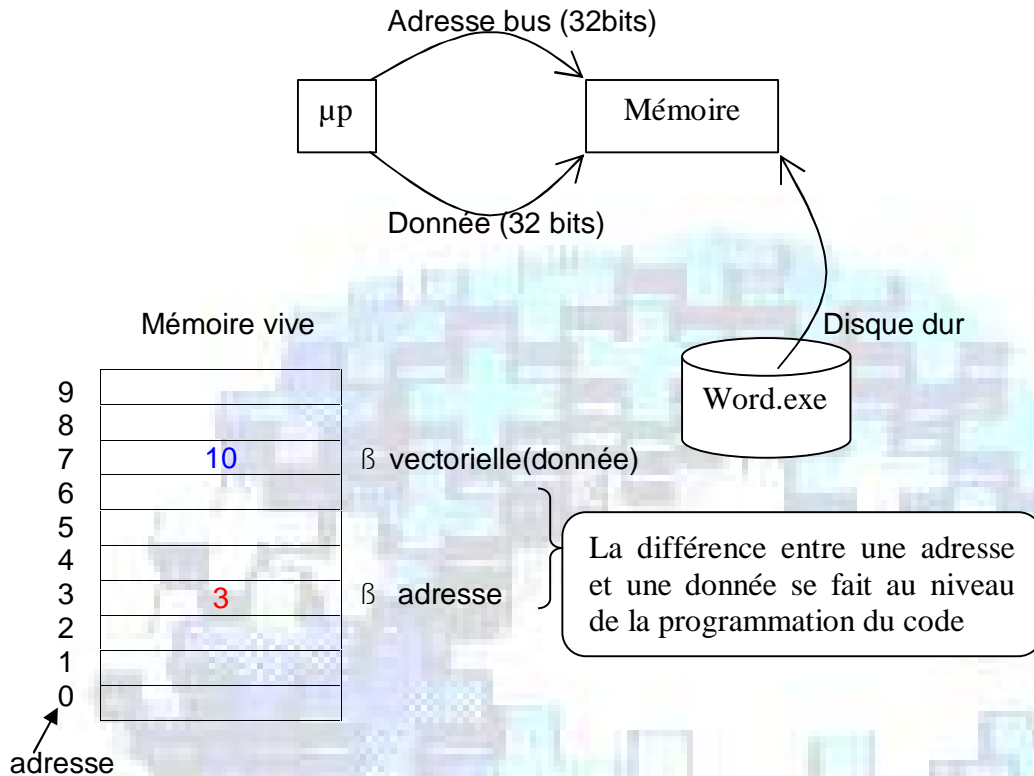 Adresse bus (32bits)
µp
Mémoire
Donnée (32 bits)
Mémoire vive
Disque dur
Word.exe
9
8
7 10 ß vectorielle(donnée)
6
5
4
3 3 ß adresse
2
1
0
adresse
La différence entre une adresse
et une donnée se fait au niveau
de la programmation du code